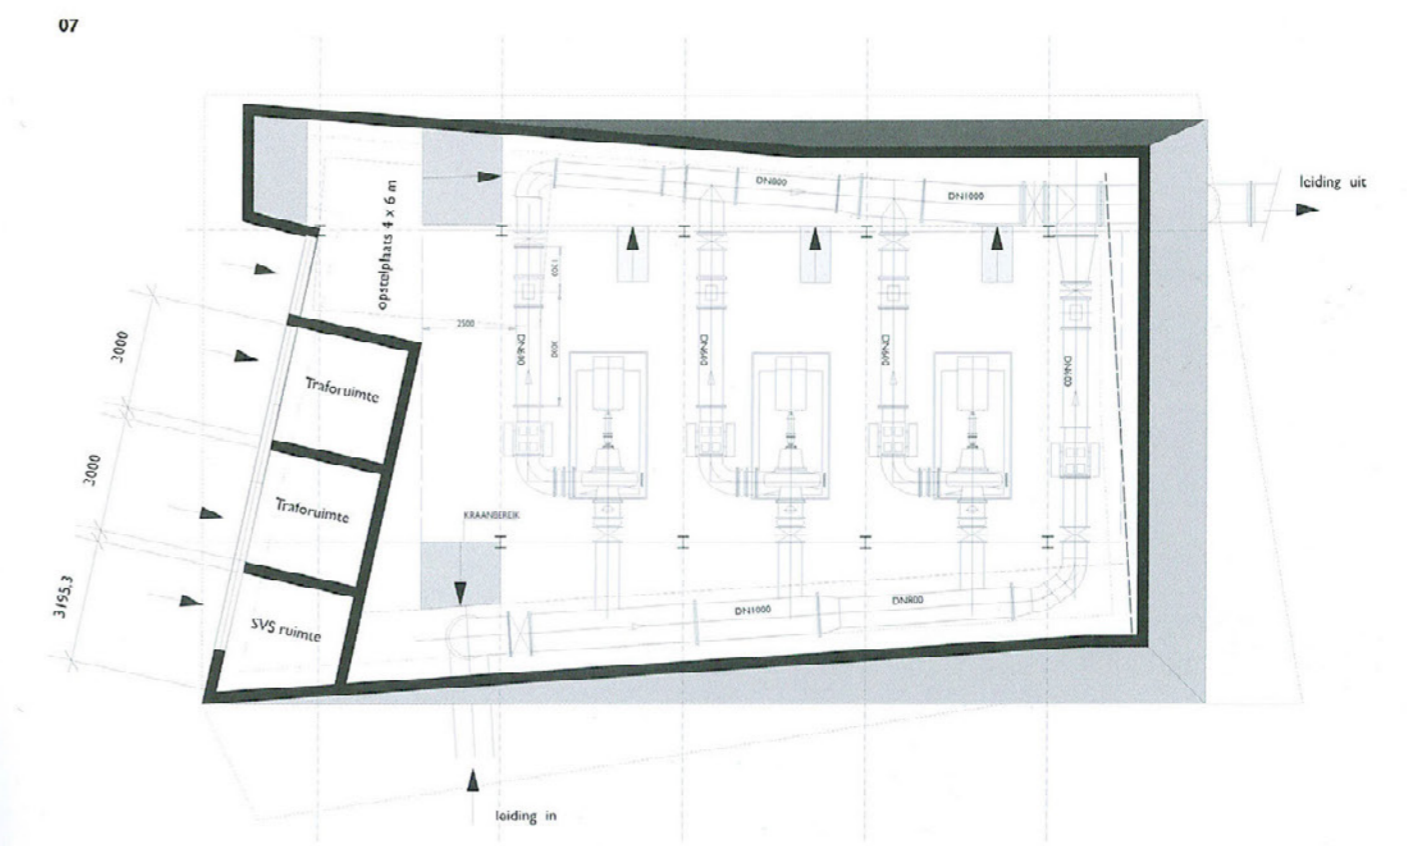 07
leiding uit
DN800
DN1000
opstelplaats 4 x 6 m
2500
3000
Traforuimte
3000
Traforuimte
KRAANBEREIK
3195,3
SVS ruimte
DN1000
DN800
leiding in